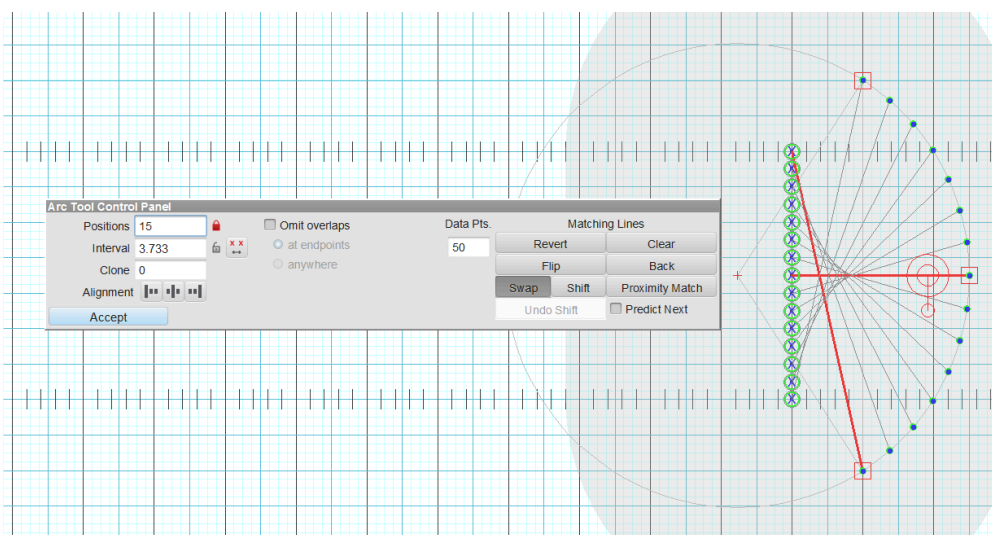 Arc Tool Control Panel
Positions 15 Omit overlaps Data Pts. Matching Lines
Interval 3.733 at endpoints 50 Revert Clear
Clone 0 anywhere Flip Back
Alignment Swap Shift Proximity Match
Accept Undo Shift Predict Next